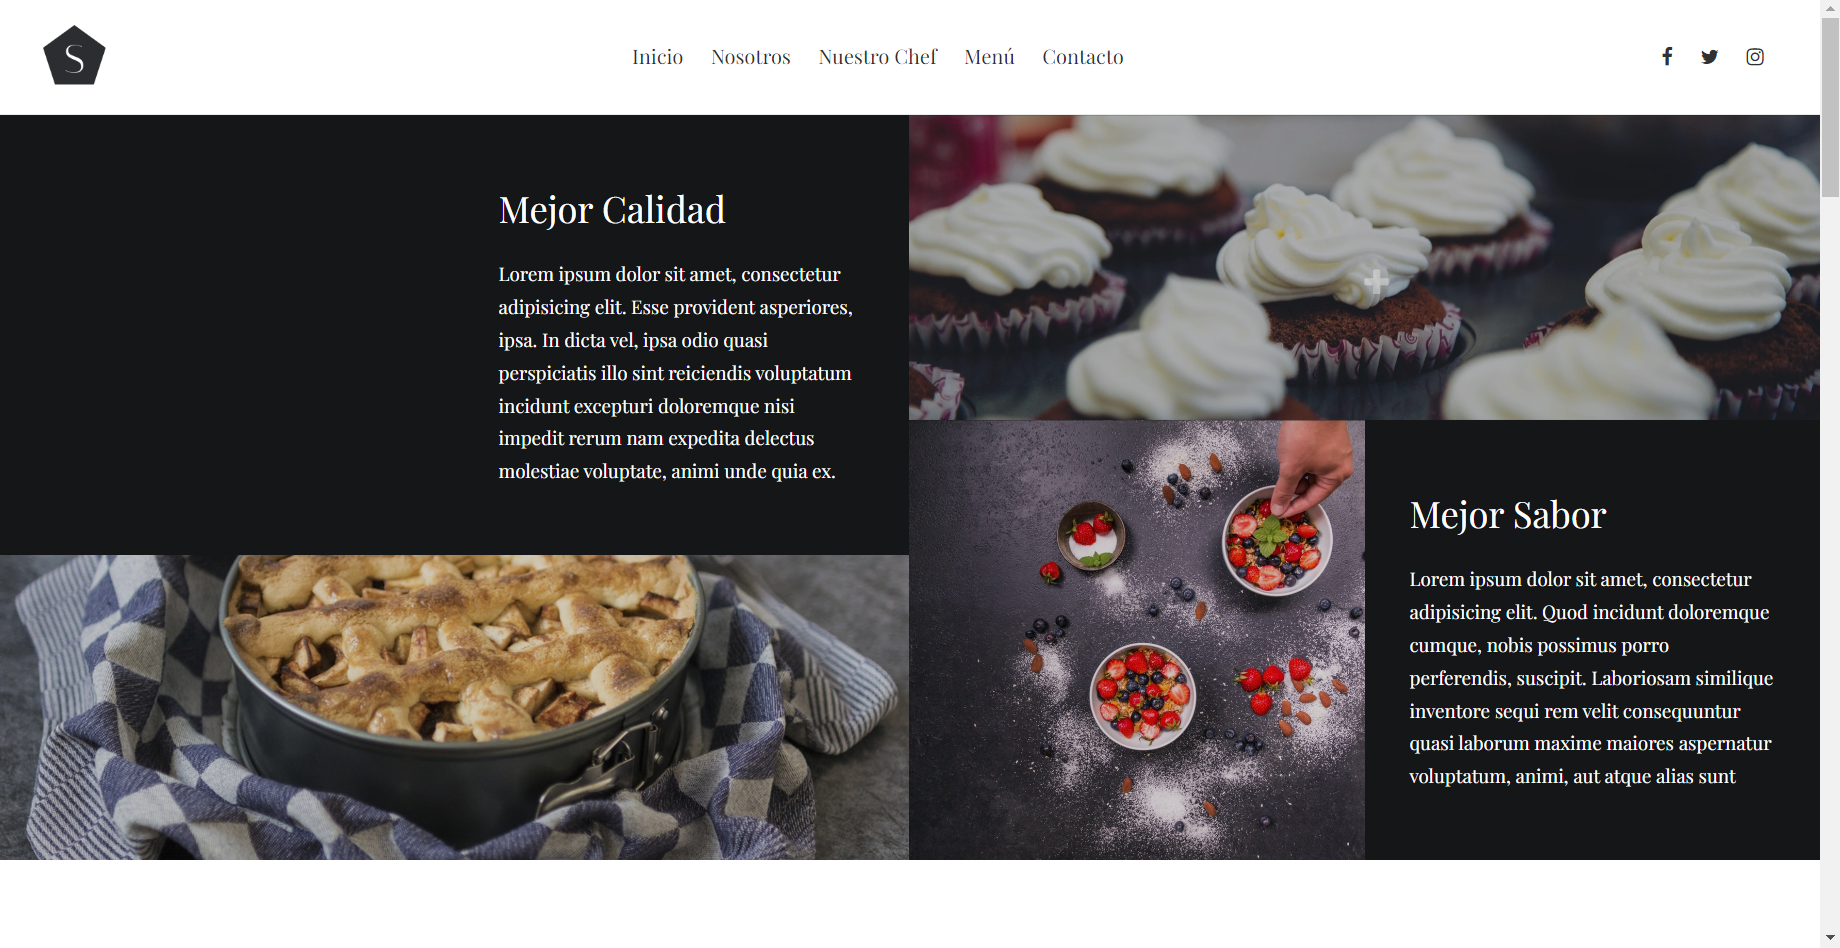 S
Inicio Nosotros Nuestro Chef Menú Contacto
Mejor Calidad
Lorem ipsum dolor sit amet, consectetur
adipisicing elit. Esse provident asperiores,
ipsa. In dicta vel, ipsa odio quasi
perspiciatis illo sint reiciendis voluptatum
incidunt excepturi doloremque nisi
impedit rerum nam expedita delectus
molestiae voluptate, animi unde quia ex.
Mejor Sabor
Lorem ipsum dolor sit amet, consectetur
adipisicing elit. Quod incidunt doloremque
cumque, nobis possimus porro
perferendis, suscipit. Laboriosam similique
inventore sequi rem velit consequuntur
quasi laborum maxime maiores aspernatur
voluptatum, animi, aut atque alias sunt